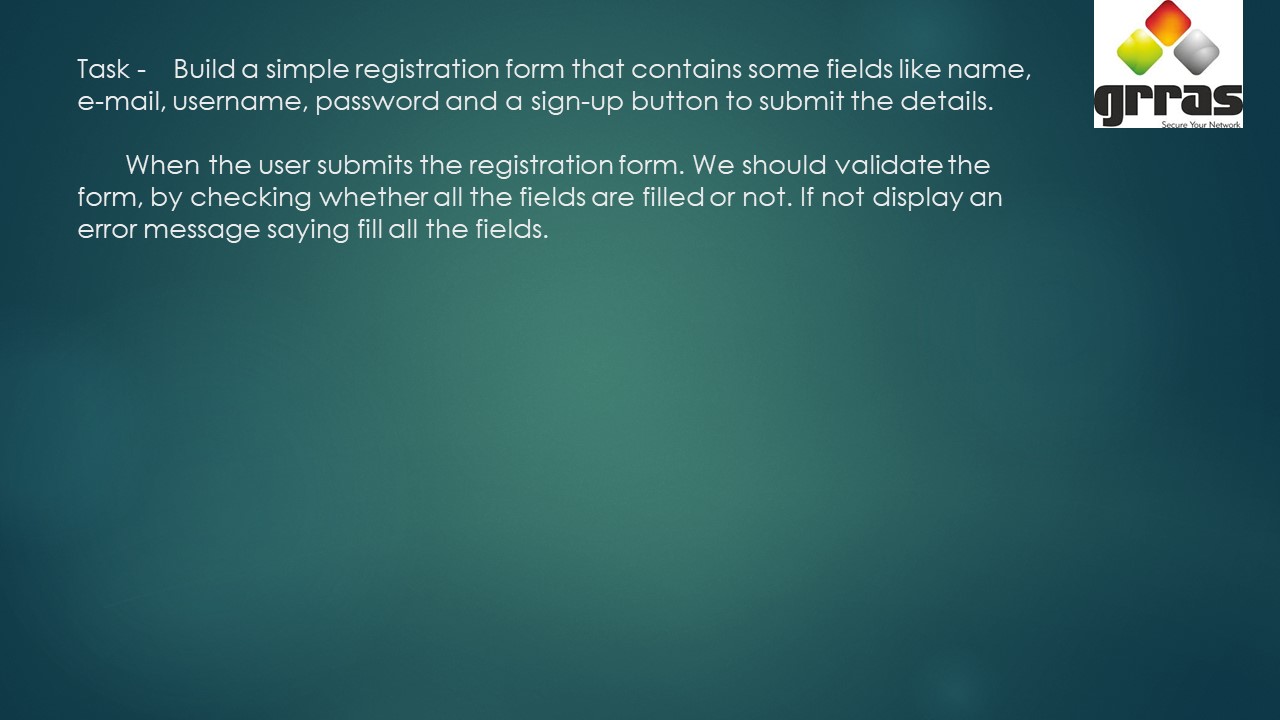 Task - Build a simple registration form that contains some fields like name,
e-mail, username, password and a sign-up button to submit the details.
When the user submits the registration form. We should validate the
form, by checking whether all the fields are filled or not. If not display an
error message saying fill all the fields.
grras
Secure Your Network